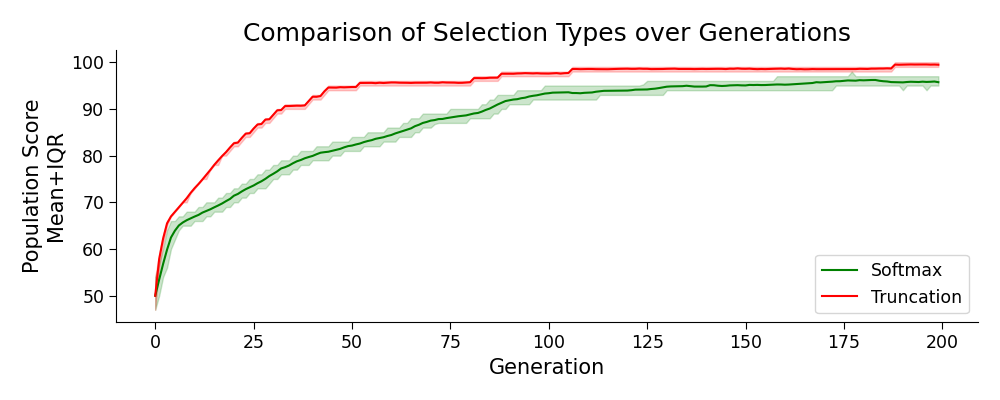 Comparison of Selection Types over Generations
Population Score
Mean+IQR
100
90
80
70
60
50
0 25 50 75 100 125 150 175 200
Generation
Softmax
Truncation